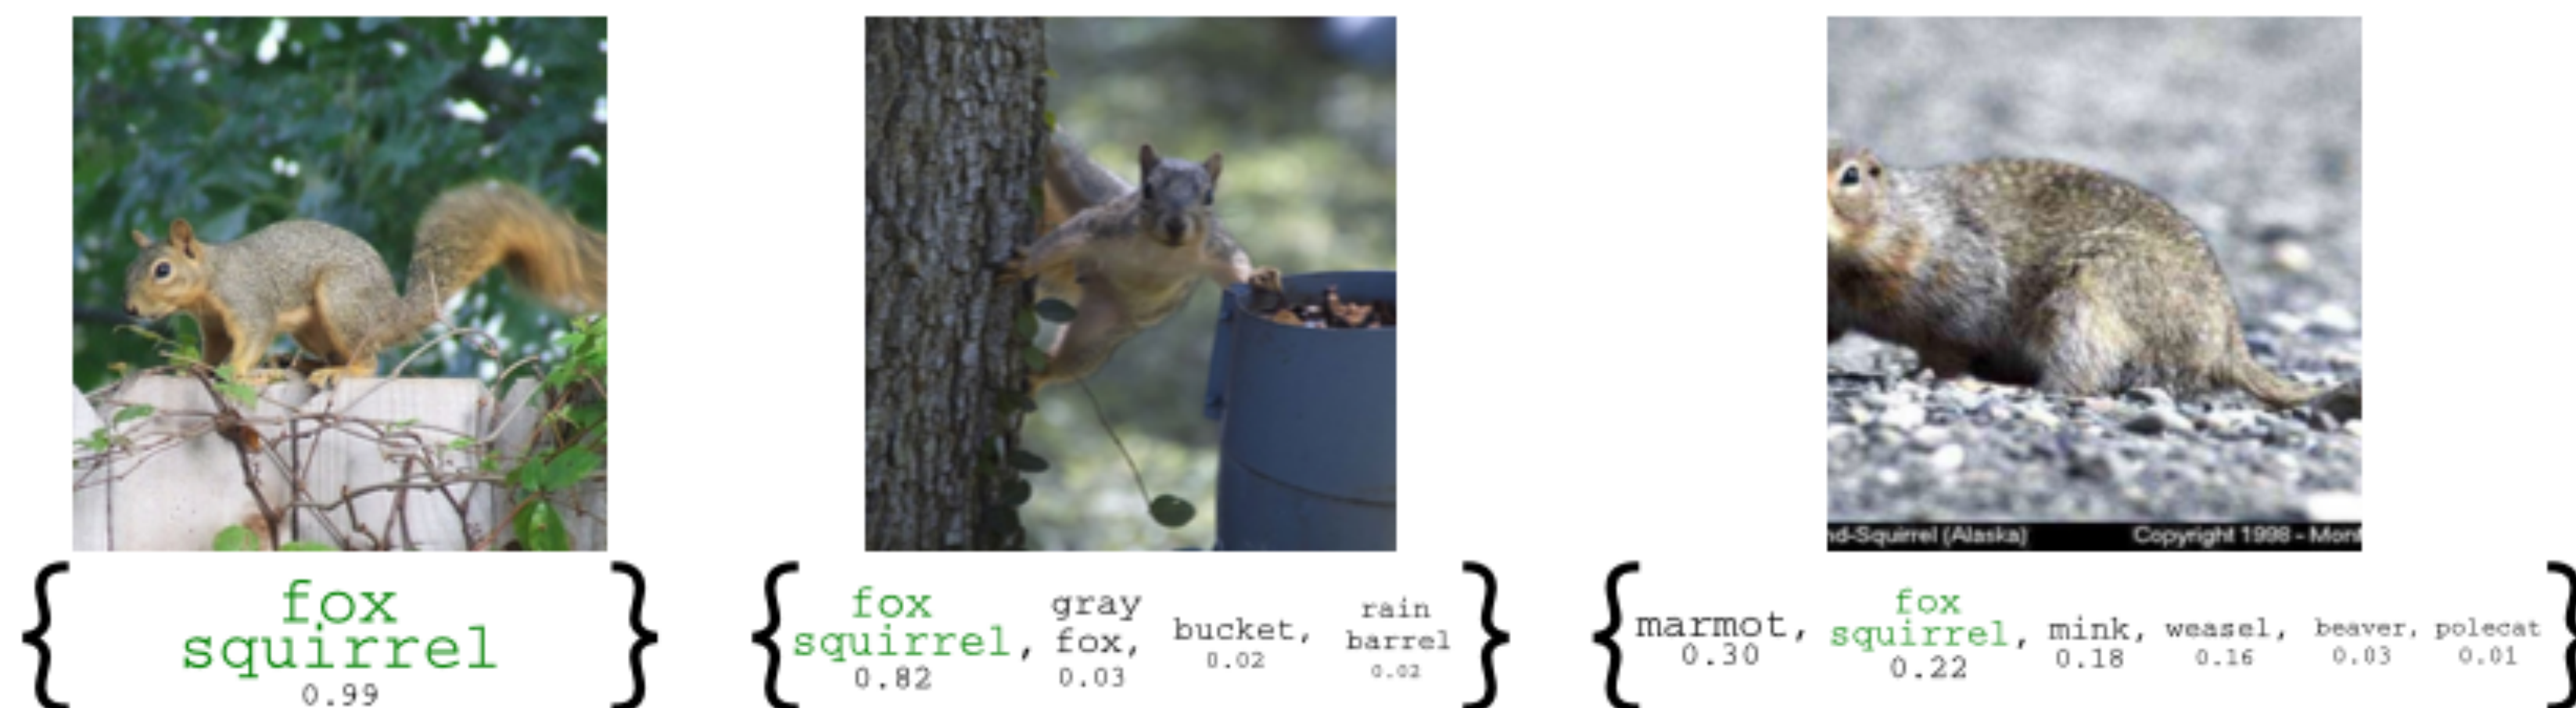 nd-Squirrel (Alaska) Copyright 1998 - Mon
{ fox
squirrel }
0.99
{ fox
squirrel, gray
fox, bucket, rain
barrel }
0.82 0.03 0.02 0.02
{ marmot, fox
squirrel, mink, weasel, beaver, polecat }
0.30 0.22 0.18 0.16 0.03 0.01